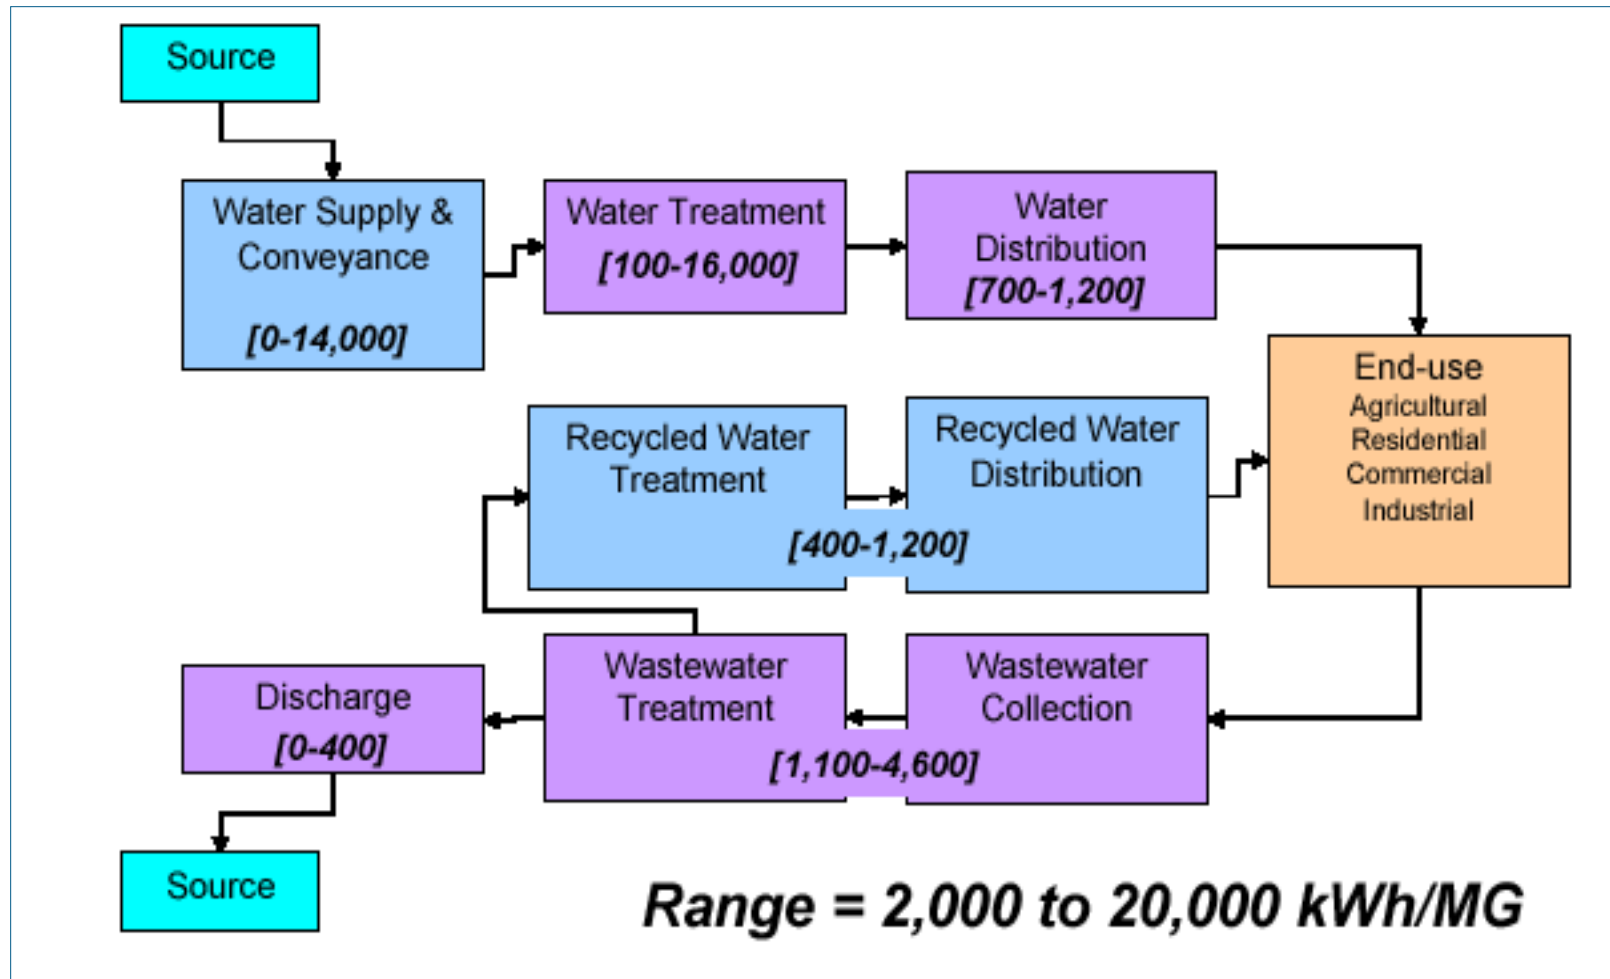 Source
Water Supply &
Conveyance
[0-14,000]
Water Treatment
[100-16,000]
Water
Distribution
[700-1,200]
End-use
Agricultural
Residential
Commercial
Industrial
Recycled Water
Treatment
Recycled Water
Distribution
[400-1,200]
Wastewater
Treatment
Wastewater
Collection
[1,100-4,600]
Discharge
[0-400]
Source
Range = 2,000 to 20,000 kWh/MG